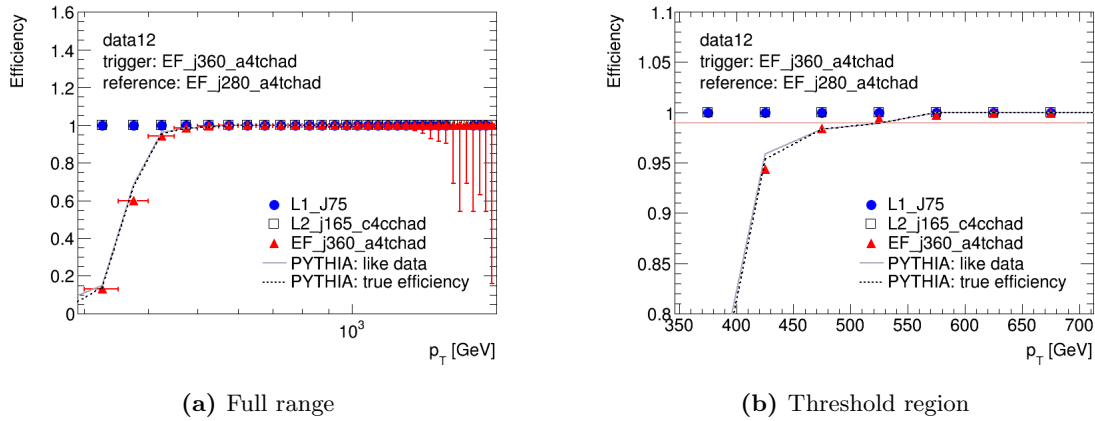 Efficiency
1.6
1.4
1.2
1
0.8
0.6
0.4
0.2
0
data12
trigger: EF_j360_a4tchad
reference: EF_j280_a4tchad
L1_J75
L2_j165_c4cchad
EF_j360_a4tchad
PYTHIA: like data
PYTHIA: true efficiency
10³
p_T [GeV]
(a) Full range
Efficiency
1.1
1.05
1
0.95
0.9
0.85
0.8
data12
trigger: EF_j360_a4tchad
reference: EF_j280_a4tchad
L1_J75
L2_j165_c4cchad
EF_j360_a4tchad
PYTHIA: like data
PYTHIA: true efficiency
350 400 450 500 550 600 650 700
p_T [GeV]
(b) Threshold region